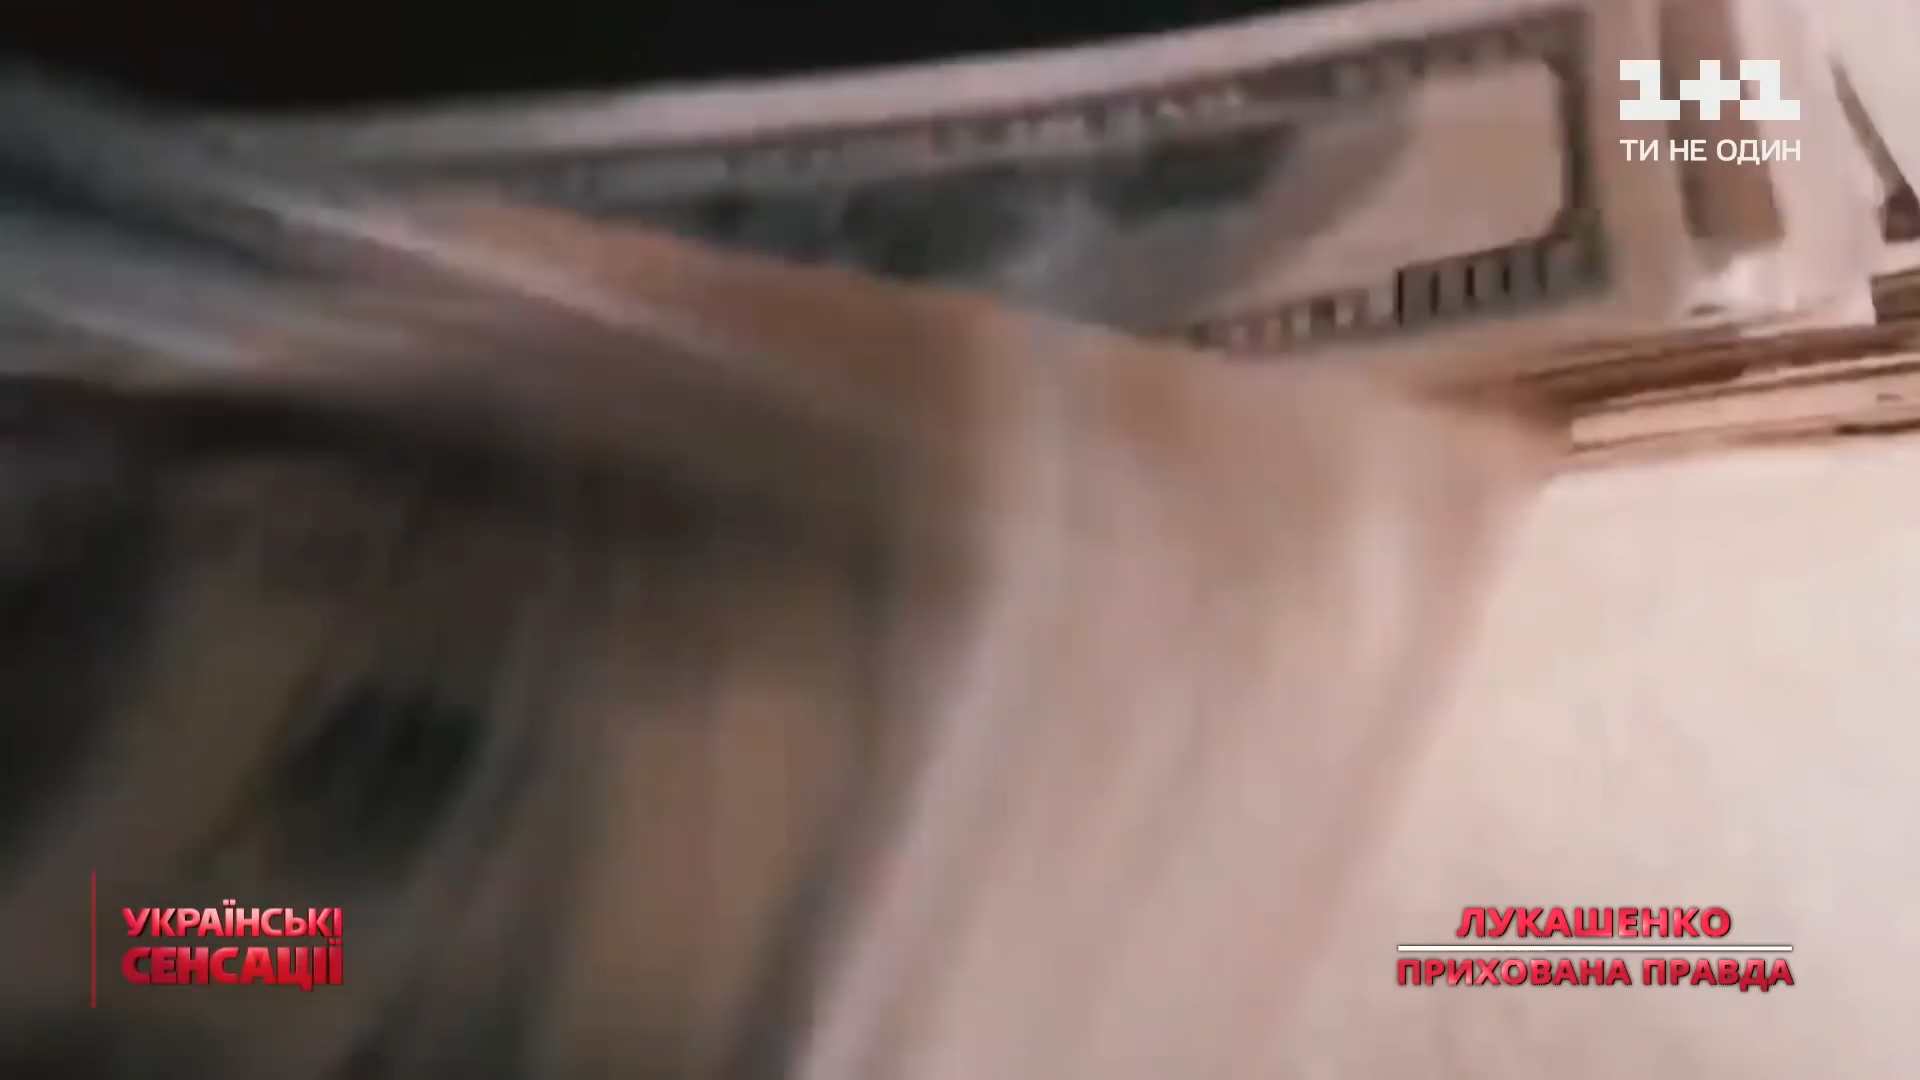 1+1
ТИ НЕ ОДИН
УКРАЇНСЬКІ
СЕНСАЦІЇ
ЛУКАШЕНКО
ПРИХОВАНА ПРАВДА